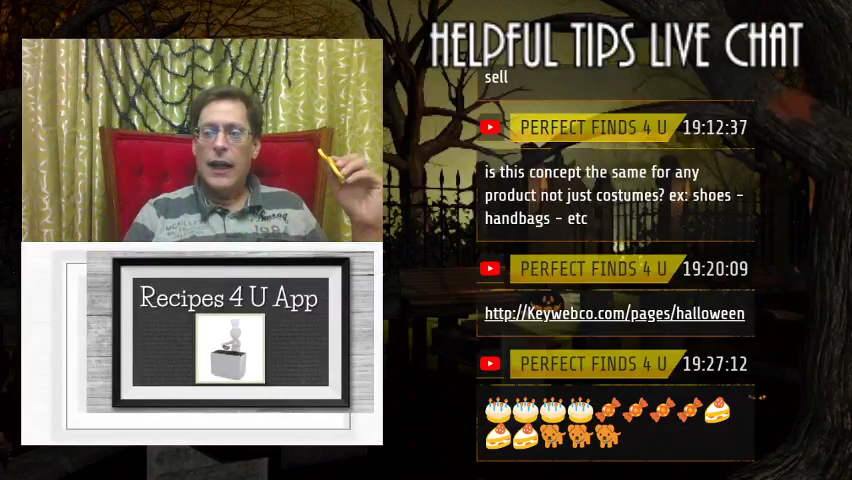 HELPFUL TIPS LIVE CHAT
sell
PERFECT FINDS 4 U 19:12:37
is this concept the same for any
product not just costumes? ex: shoes -
handbags - etc
PERFECT FINDS 4 U 19:20:09
http://Keywebco.com/pages/halloween
PERFECT FINDS 4 U 19:27:12
1984
Recipes 4 U App